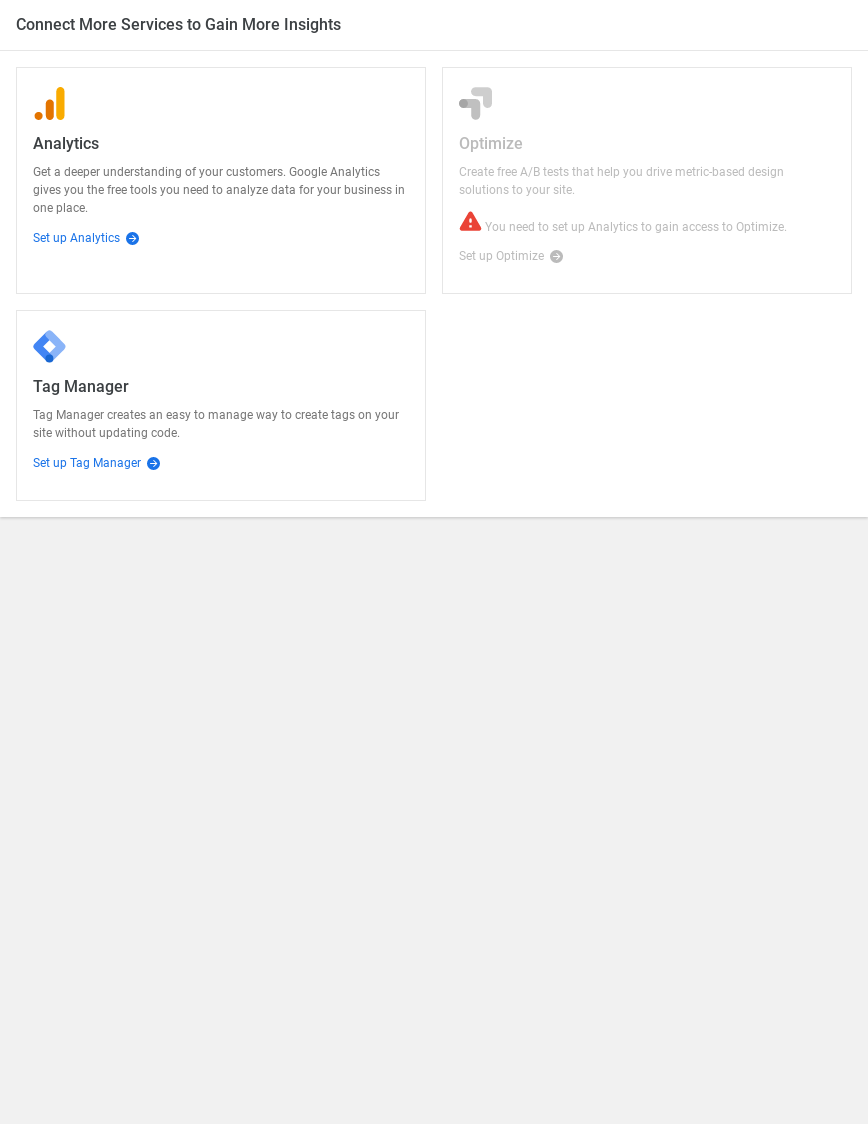 Connect More Services to Gain More Insights
Analytics
Get a deeper understanding of your customers. Google Analytics
gives you the free tools you need to analyze data for your business in
one place.
Set up Analytics
Optimize
Create free A/B tests that help you drive metric-based design
solutions to your site.
You need to set up Analytics to gain access to Optimize.
Set up Optimize
Tag Manager
Tag Manager creates an easy to manage way to create tags on your
site without updating code.
Set up Tag Manager